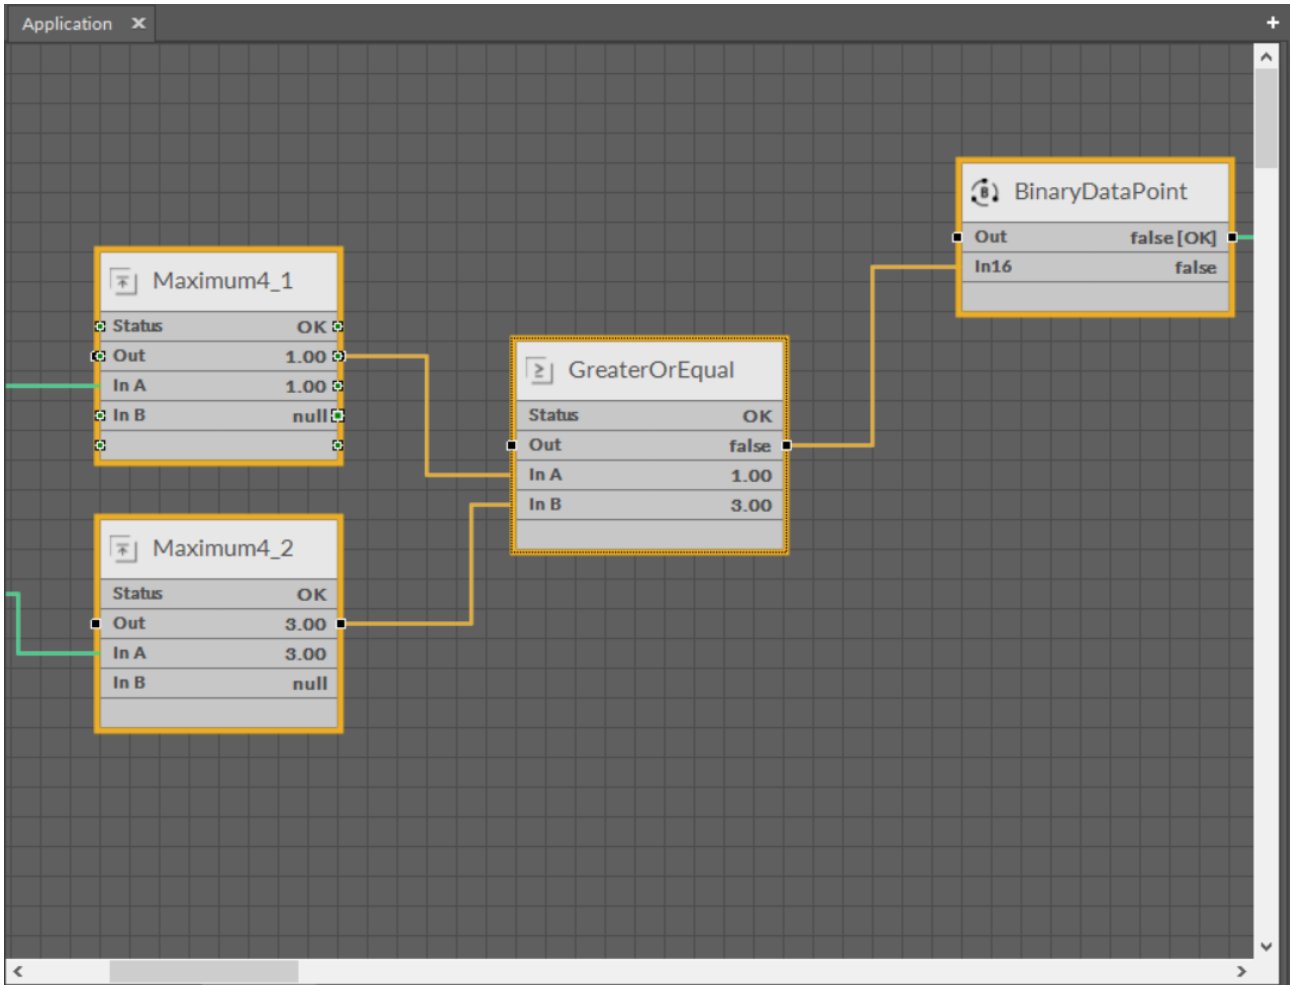 Application
Maximum4_1
Status OK
Out 1.00
In A 1.00
In B null
Maximum4_2
Status OK
Out 3.00
In A 3.00
In B null
GreaterOrEqual
Status OK
Out false
In A 1.00
In B 3.00
B BinaryDataPoint
Out false [OK]
In16 false